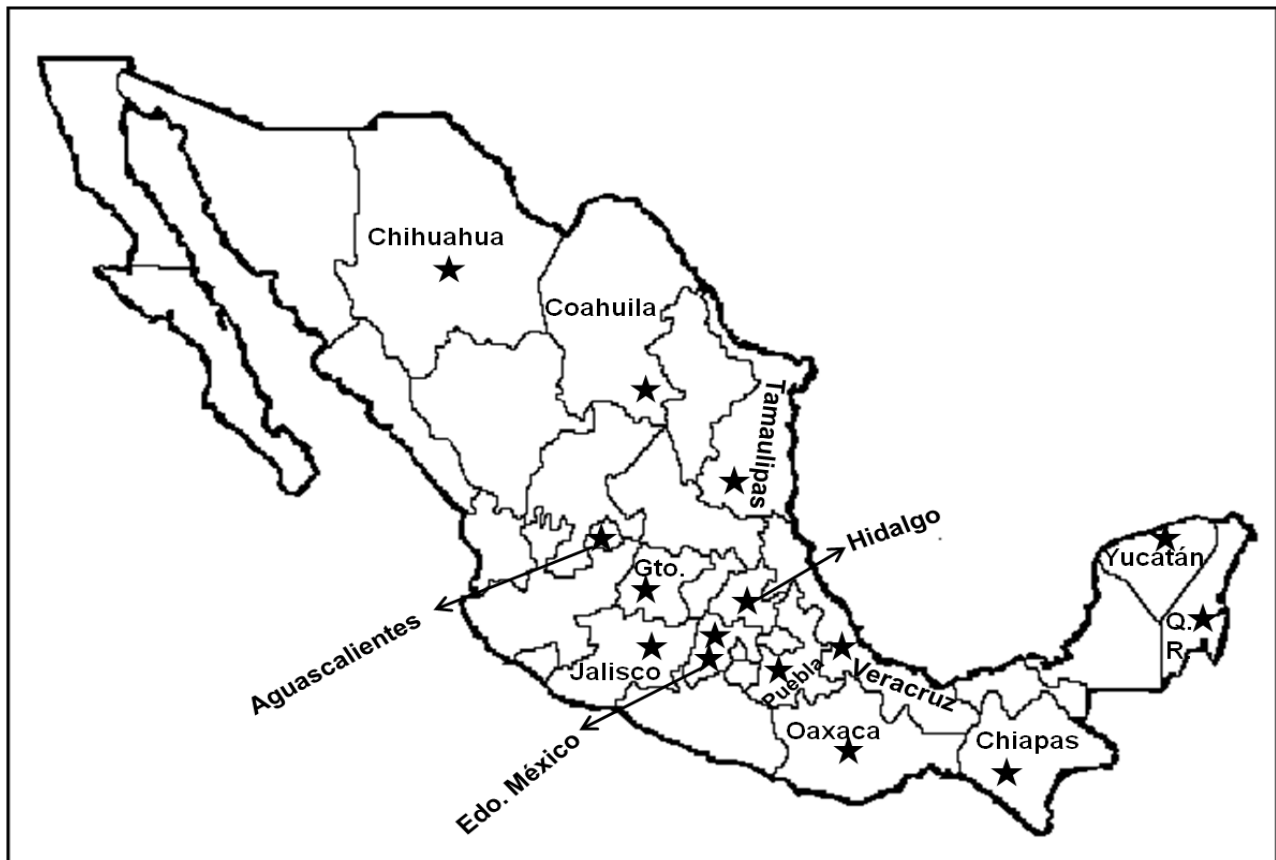 Chihuahua
Coahuila
Tamaulipas
Hidalgo
Yucatán
Gto.
Q.
R.
Aguascalientes
Jalisco
Puebla
Veracruz
Oaxaca
Chiapas
Edo. México